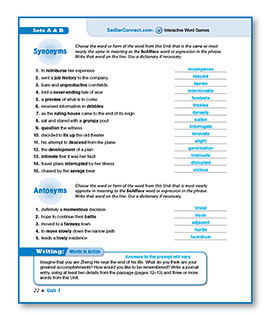 Sets A & B
SadlierConnect.com: Interactive Word Games
Synonyms
Choose the word or form of the word from this Unit that is the same or most
nearly the same in meaning as the boldface word or expression in the phrase.
Write that word on the line. Use a dictionary if necessary.
1. to reimburse her expenses recompense
2. sent a job history to the company résumé
3. bare and unproductive cornfields barren
4. told a never-ending tale of woe interminable
5. a preview of what is to come foretaste
6. received information in dribbles trickles
7. as the ruling house came to the end of its reign dynasty
8. sat and stared with a grumpy pout sullen
9. question the witness interrogate
10. decided to fix up the old theater renovate
11. his attempt to descend from the plane alight
12. the development of a plan germination
13. intimate that it was her fault insinuate
14. travel plans interrupted by her illness disrupted
15. chased by the savage bear vicious
Antonyms
Choose the word or form of the word from this Unit that is most nearly
opposite in meaning to the boldface word or expression in the phrase.
Write that word on the line. Use a dictionary if necessary.
1. definitely a momentous decision trivial
2. hope to continue their battle truce
3. moved to a faraway town adjacent
4. to move slowly down the narrow path hurtle
5. leads a lively existence humdrum
Writing: Words in Action
Answers to the prompt will vary.
Imagine that you are Zheng He near the end of his life. What do you think are your
greatest accomplishments? How would you like to be remembered? Write a journal
entry, using at least two details from the passage (pages 12–13) and three or more
words from this Unit.
22 ■ Unit 1